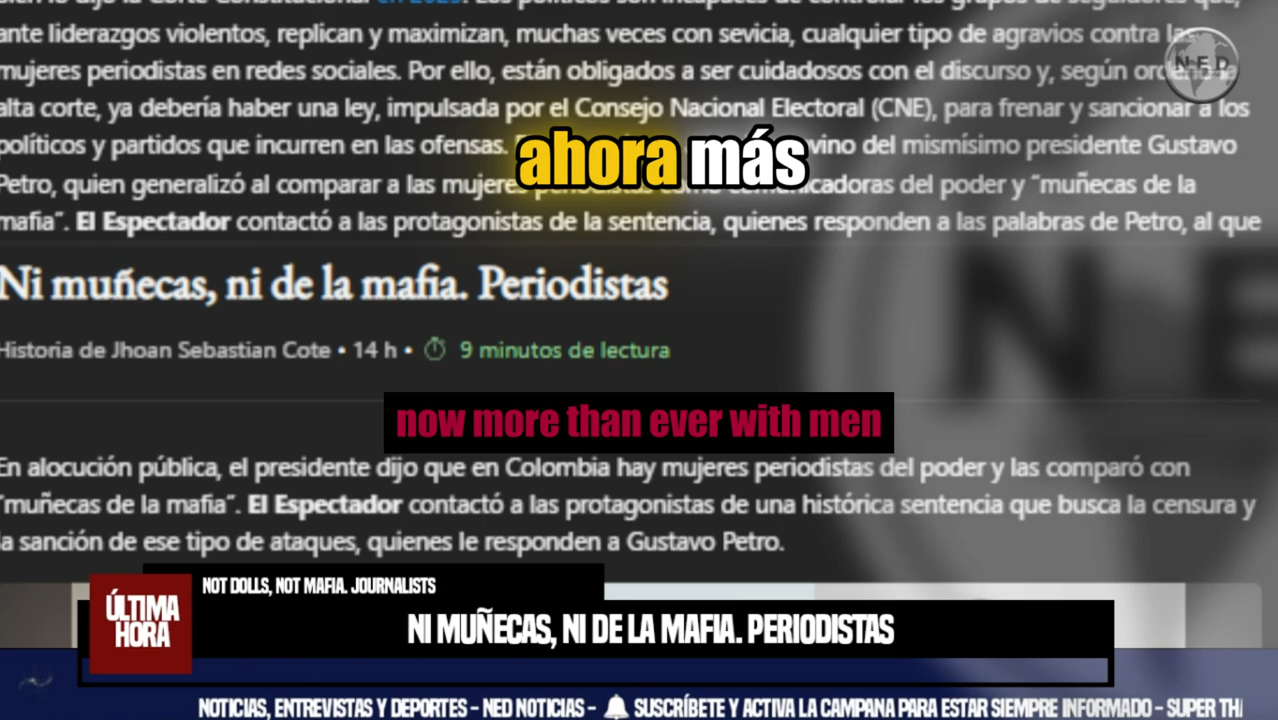 ante liderazgos violentos, replican y maximizan, muchas veces con sevicia, cualquier tipo de agravios contra las
mujeres periodistas en redes sociales. Por ello, están obligados a ser cuidadosos con el discurso y, según ordenó le
alta corte, ya debería haber una ley, impulsada por el Consejo Nacional Electoral (CNE), para frenar y sancionar a los
políticos y partidos que incurren en las ofensas. vino del mismísimo presidente Gustavo
ahora más
Petro, quien generalizó al comparar a las mujeres comunicadoras del poder y "muñecas de la
mafia". El Espectador contactó a las protagonistas de la sentencia, quienes responden a las palabras de Petro, al que
NED
Ni muñecas, ni de la mafia. Periodistas
Historia de Jhoan Sebastian Cote • 14 h • 9 minutos de lectura
now more than ever with men
En alocución pública, el presidente dijo que en Colombia hay mujeres periodistas del poder y las comparó con
"muñecas de la mafia". El Espectador contactó a las protagonistas de una histórica sentencia que busca la censura y
la sanción de ese tipo de ataques, quienes le responden a Gustavo Petro.
NOT DOLLS, NOT MAFIA. JOURNALISTS
ÚLTIMA
HORA
NI MUÑECAS, NI DE LA MAFIA. PERIODISTAS
NOTICIAS, ENTREVISTAS Y DEPORTES - NED NOTICIAS - 🔔 SUSCRÍBETE Y ACTIVA LA CAMPANA PARA ESTAR SIEMPRE INFORMADO - SUPER